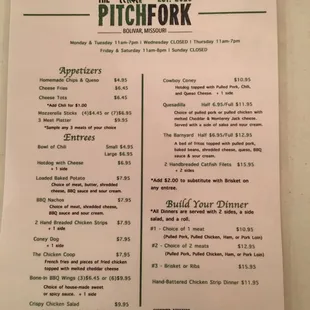 THE
PITCHFORK
BOLIVAR, MISSOURI
Monday & Tuesday 11am-7pm | Wednesday CLOSED | Thursday 11am-7pm
Friday & Saturday 11am-8pm | Sunday CLOSED
Appetizers
Homemade Chips & Queso $4.95
Cheese Fries $6.45
Cheese Tots $6.45
*Add Chili for $1.00
Mozzerella Sticks (4)$4.45 or (7)$6.95
3 Meat Platter $9.95
*Sample any 3 meats of your choice
Entrees
Bowl of Chili Small $4.95
Large $6.95
Hotdog with Cheese $6.95
+ 1 side
Loaded Baked Potato $7.95
Choice of meat, butter, shredded
cheese, BBQ sauce and sour cream.
BBQ Nachos $7.95
Choice of meat, shredded cheese,
BBQ sauce and sour cream.
2 Hand Breaded Chicken Strips $7.95
+ 1 side
Coney Dog $7.95
+ 1 side
The Chicken Coop $7.95
French fries and pieces of fried chicken
topped with melted cheddar cheese
Bone-in BBQ Wings (3)$6.45 or (6)$9.95
Choice of house-made sweet
or spicy sauce. + 1 side
Crispy Chicken Salad $9.95
Cowboy Coney $10.95
Hotdog topped with Pulled Pork, Chili,
and Queso Cheese. + 1 side
Quesadilla Half 6.95/Full $11.95
Choice of pulled pork or pulled chicken with
melted Cheddar & Monterey Jack cheese.
Served with a side of salsa and sour cream.
The Barnyard Half $6.95/Full $12.95
A bed of fritos topped with pulled pork,
baked beans, shredded cheese, queso, BBQ
sauce and sour cream.
2 Handbreaded Catfish Filets $15.95
+ 2 sides
*Add $2.00 to substitute with Brisket on
any entree.
Build Your Dinner
*All Dinners are served with 2 sides, a side
salad, and a roll.
#1 - Choice of 1 meat $10.95
(Pulled Pork, Pulled Chicken, Ham, or Pork Loin)
#2 - Choice of 2 meats $12.95
(Pulled Pork, Pulled Chicken, Ham, or Pork Loin)
#3 - Brisket or Ribs $15.95
Hand-Battered Chicken Strip Dinner $11.95